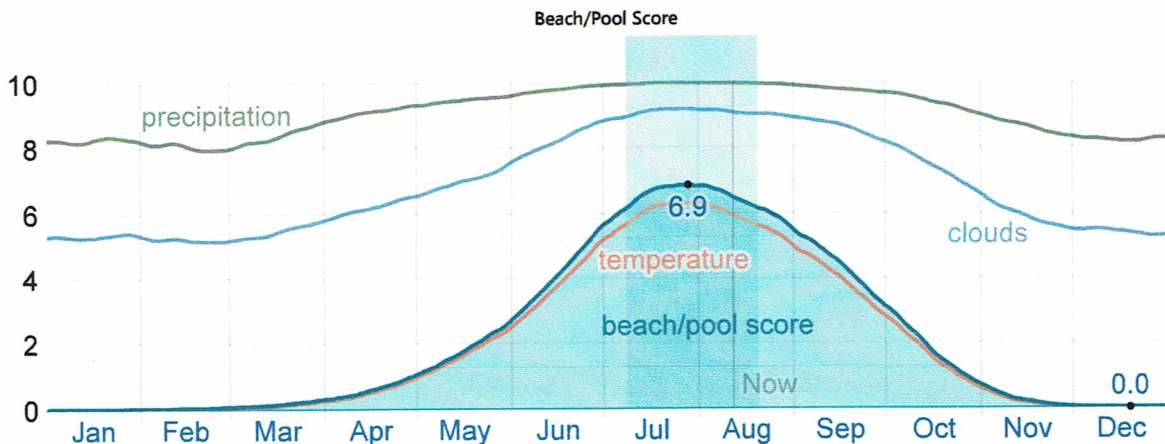 Beach/Pool Score
10
precipitation
8
6.9
6
clouds
temperature
4
beach/pool score
2
Now
0.0
0
Jan Feb Mar Apr May Jun Jul Aug Sep Oct Nov Dec